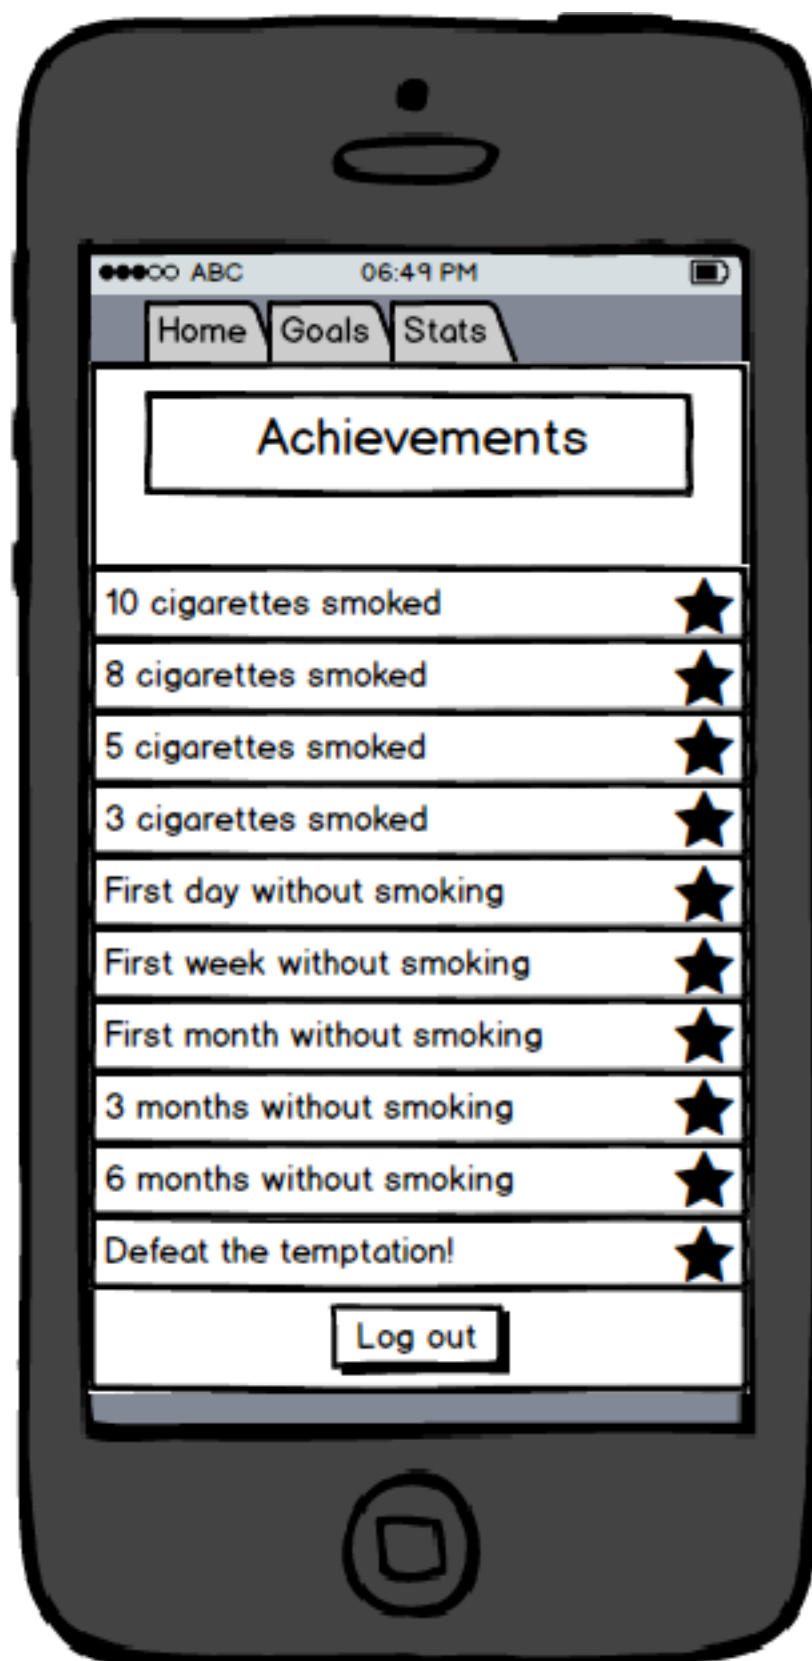 ABC 06:49 PM
Home Goals Stats
Achievements
10 cigarettes smoked
8 cigarettes smoked
5 cigarettes smoked
3 cigarettes smoked
First day without smoking
First week without smoking
First month without smoking
3 months without smoking
6 months without smoking
Defeat the temptation!
Log out